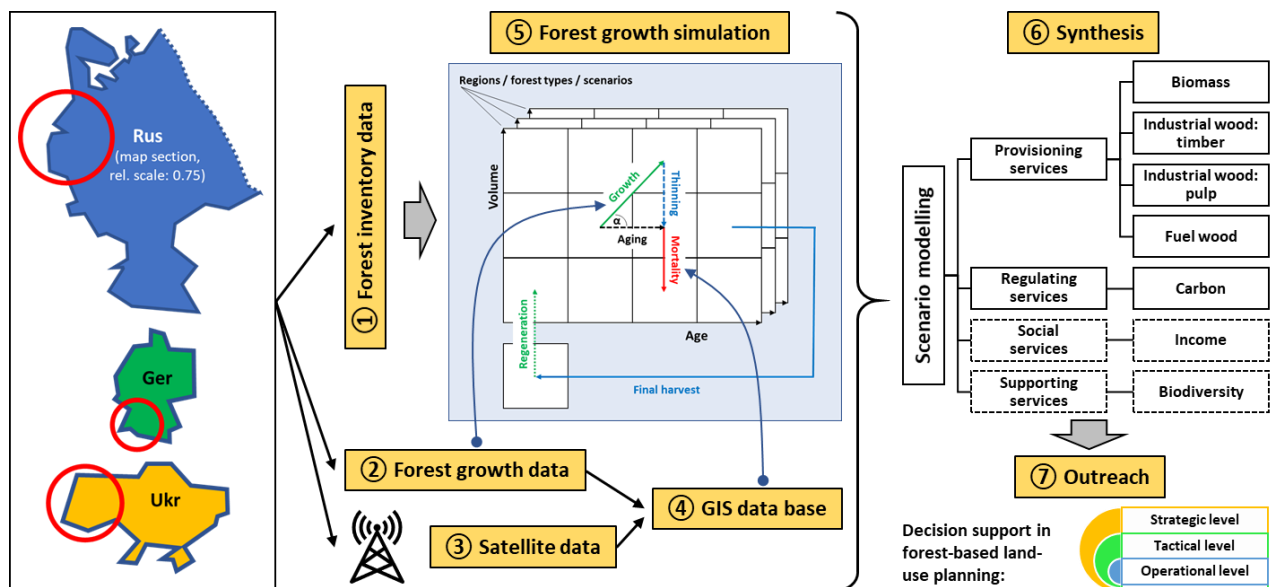 Rus
(map section,
rel. scale: 0.75)
Ger
Ukr
① Forest inventory data
② Forest growth data
③ Satellite data
④ GIS data base
⑤ Forest growth simulation
Regions / forest types / scenarios
Volume
Growth
Thinning
α
Aging
Mortality
Regeneration
Age
Final harvest
⑥ Synthesis
Scenario modelling
Provisioning
services
Biomass
Industrial wood:
timber
Industrial wood:
pulp
Fuel wood
Regulating
services
Carbon
Social
services
Income
Supporting
services
Biodiversity
⑦ Outreach
Decision support in
forest-based land-
use planning:
Strategic level
Tactical level
Operational level